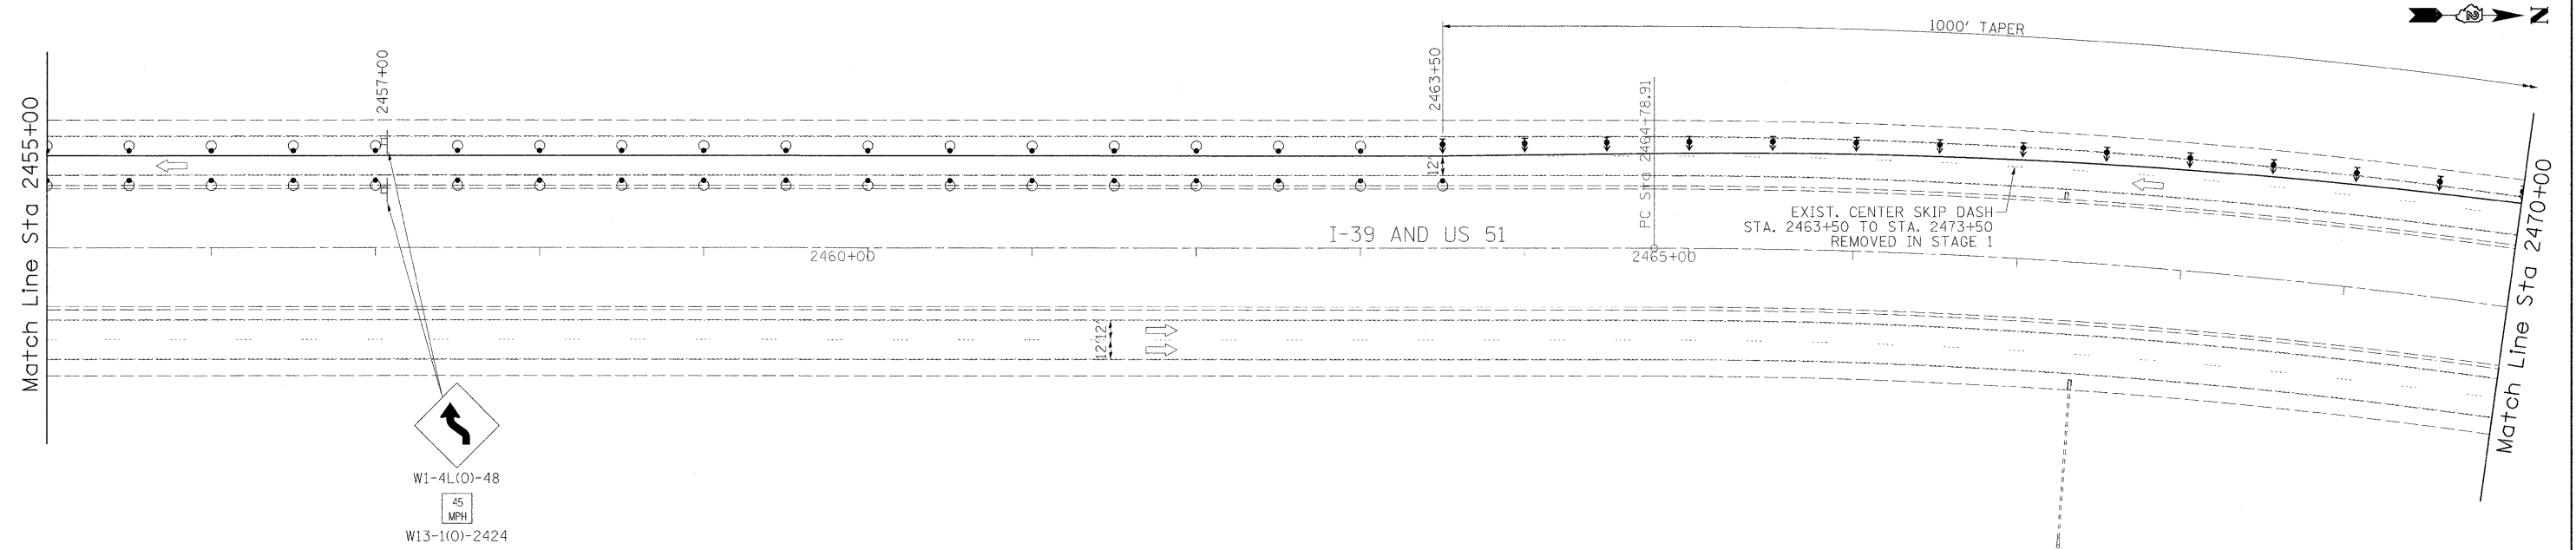 1000' TAPER
N
Match Line Sta 2455+00
2457+00
2463+50
PC Sta 2464+78.91
12'
EXIST. CENTER SKIP DASH
STA. 2463+50 TO STA. 2473+50
REMOVED IN STAGE 1
I-39 AND US 51
2460+00
2465+00
12'
12'
Match Line Sta 2470+00
W1-4L(O)-48
45
MPH
W13-1(O)-2424